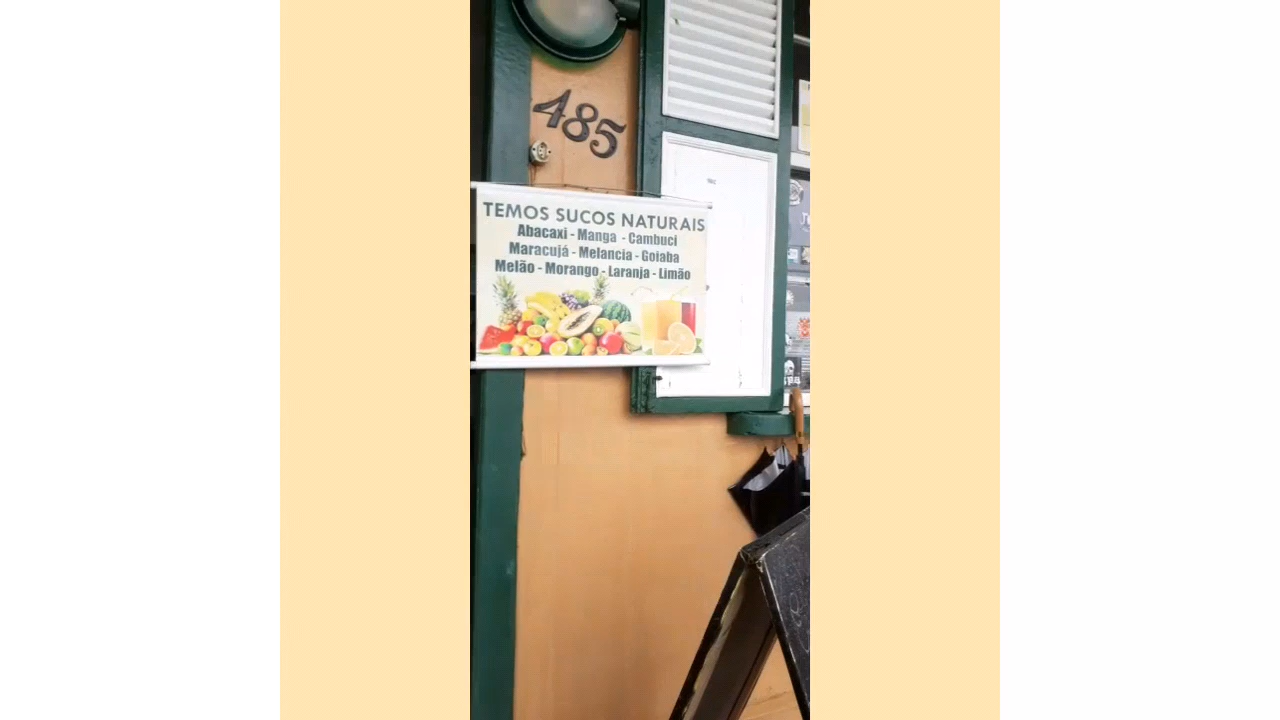 485
TEMOS SUCOS NATURAIS
Abacaxi - Manga - Cambuci
Maracujá - Melancia - Goiaba
Melão - Morango - Laranja - Limão